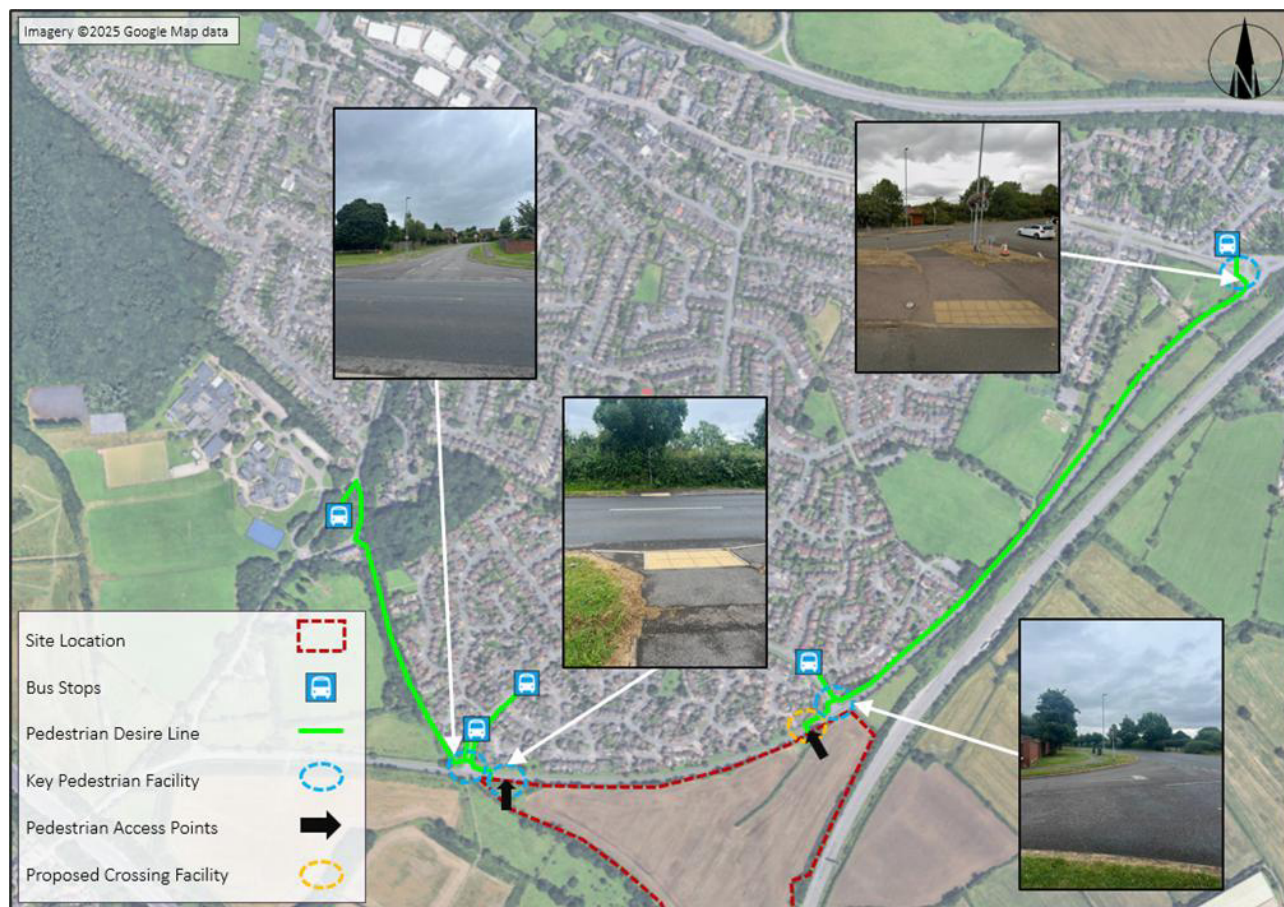 Imagery ©2025 Google Map data
N
Site Location
Bus Stops
Pedestrian Desire Line
Key Pedestrian Facility
Pedestrian Access Points
Proposed Crossing Facility